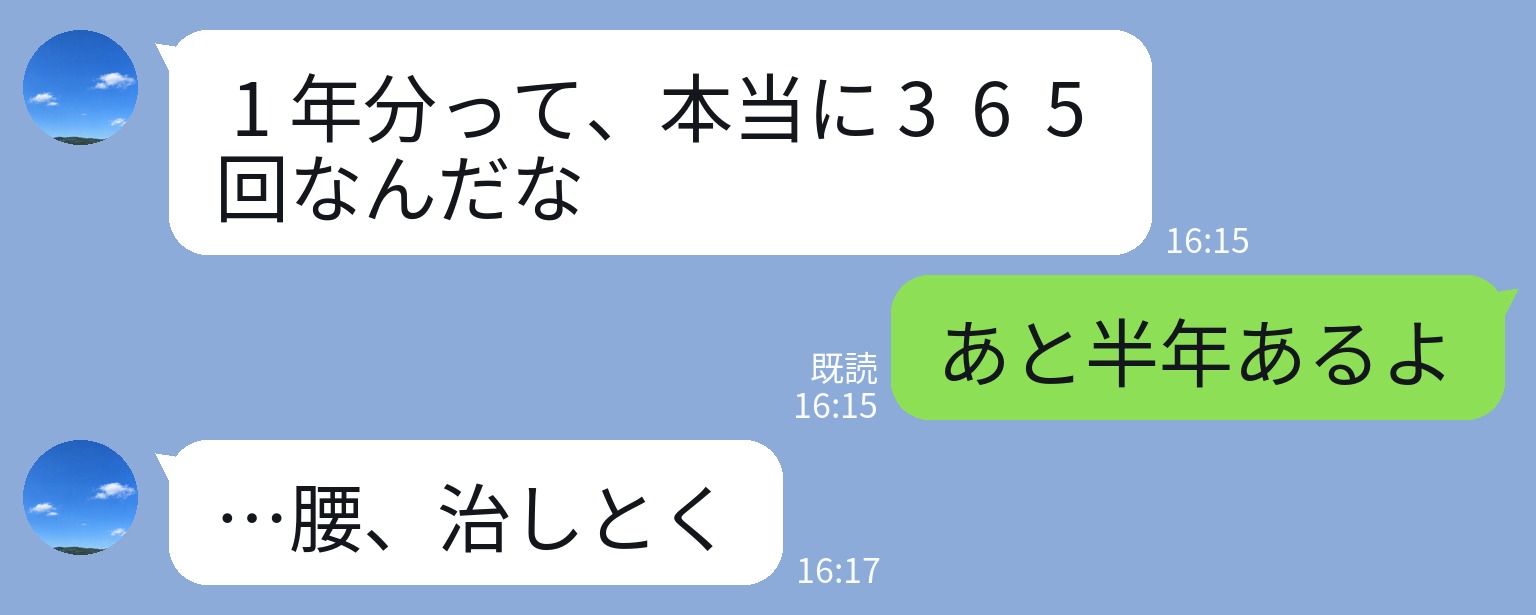 １年分って、本当に３６５
回なんだな
16:15
あと半年あるよ
既読
16:15
…腰、治しとく
16:17